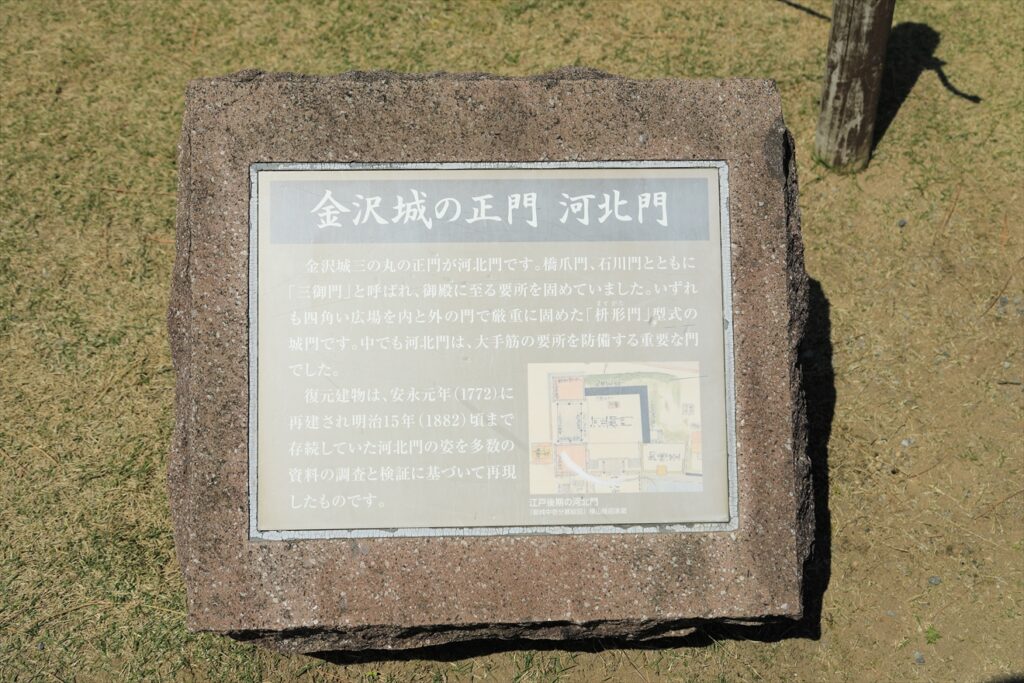 金沢城の正門 河北門
金沢城三の丸の正門が河北門です。橋爪門、石川門とともに
「三御門」と呼ばれ、御殿に至る要所を固めていました。いずれ
も四角い広場を内と外の門で厳重に固めた「枡形門」型式の
城門です。中でも河北門は、大手筋の要所を防備する重要な門
でした。
復元建物は、安永元年(1772)に
再建され明治15年(1882)頃まで
存続していた河北門の姿を多数の
資料の調査と検証に基づいて再現
したものです。
江戸後期の河北門